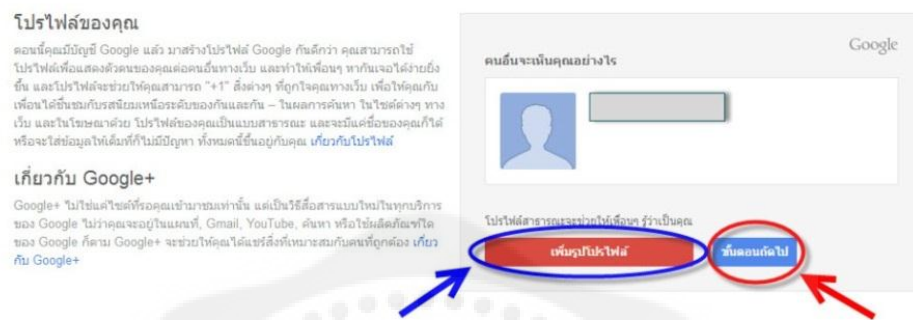 โปรไฟล์ของคุณ
ตอนนี้คุณมีบัญชี Google แล้ว มาสร้างโปรไฟล์ Google กันดีกว่า คุณสามารถใช้
โปรไฟล์เพื่อแสดงตัวตนของคุณต่อคนอื่นทางเว็บ และทำให้เพื่อนๆ หากันเจอได้ง่ายยิ่ง
ขึ้น และโปรไฟล์จะช่วยให้คุณสามารถ "+1" สิ่งต่างๆ ที่ถูกใจคุณทางเว็บ เพื่อให้คุณกับ
เพื่อนได้ชื่นชมกับรสนิยมเหนือระดับของกันและกัน – ในผลการค้นหา ในไซต์ต่างๆ ทาง
เว็บ และในโฆษณาด้วย โปรไฟล์ของคุณเป็นแบบสาธารณะ และจะมีแค่ชื่อของคุณก็ได้
หรือจะใส่ข้อมูลให้เต็มที่ก็ไม่มีปัญหา ทั้งหมดนี้ขึ้นอยู่กับคุณ เกี่ยวกับโปรไฟล์
เกี่ยวกับ Google+
Google+ ไม่ใช่แค่ไซต์ที่รอคุณเข้ามาชมเท่านั้น แต่เป็นวิธีสื่อสารแบบใหม่ในทุกบริการ
ของ Google ไม่ว่าคุณจะอยู่ในแผนที่, Gmail, YouTube, ค้นหา หรือใช้ผลิตภัณฑ์ใด
ของ Google ก็ตาม Google+ จะช่วยให้คุณได้แชร์สิ่งที่เหมาะสมกับคนที่ถูกต้อง เกี่ยว
กับ Google+
Google
คนอื่นจะเห็นคุณอย่างไร
โปรไฟล์สาธารณะจะช่วยให้เพื่อนๆ รู้ว่าเป็นคุณ
เพิ่มรูปโปรไฟล์
ขั้นตอนถัดไป